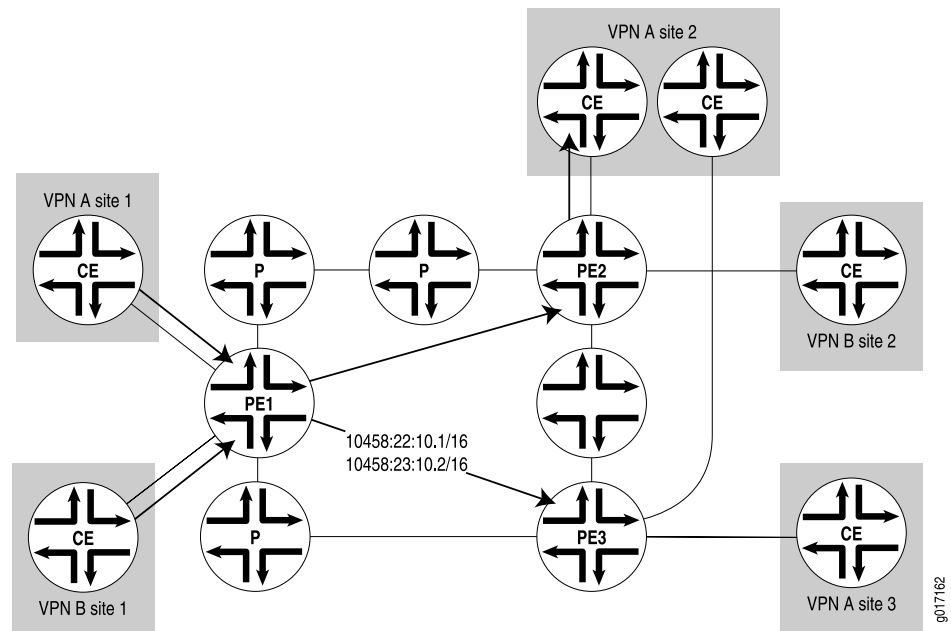 VPN A site 2
CE
CE
VPN A site 1
CE
P
P
PE2
CE
VPN B site 2
PE1
10458:22:10.1/16
10458:23:10.2/16
CE
VPN B site 1
P
PE3
CE
VPN A site 3
g017162